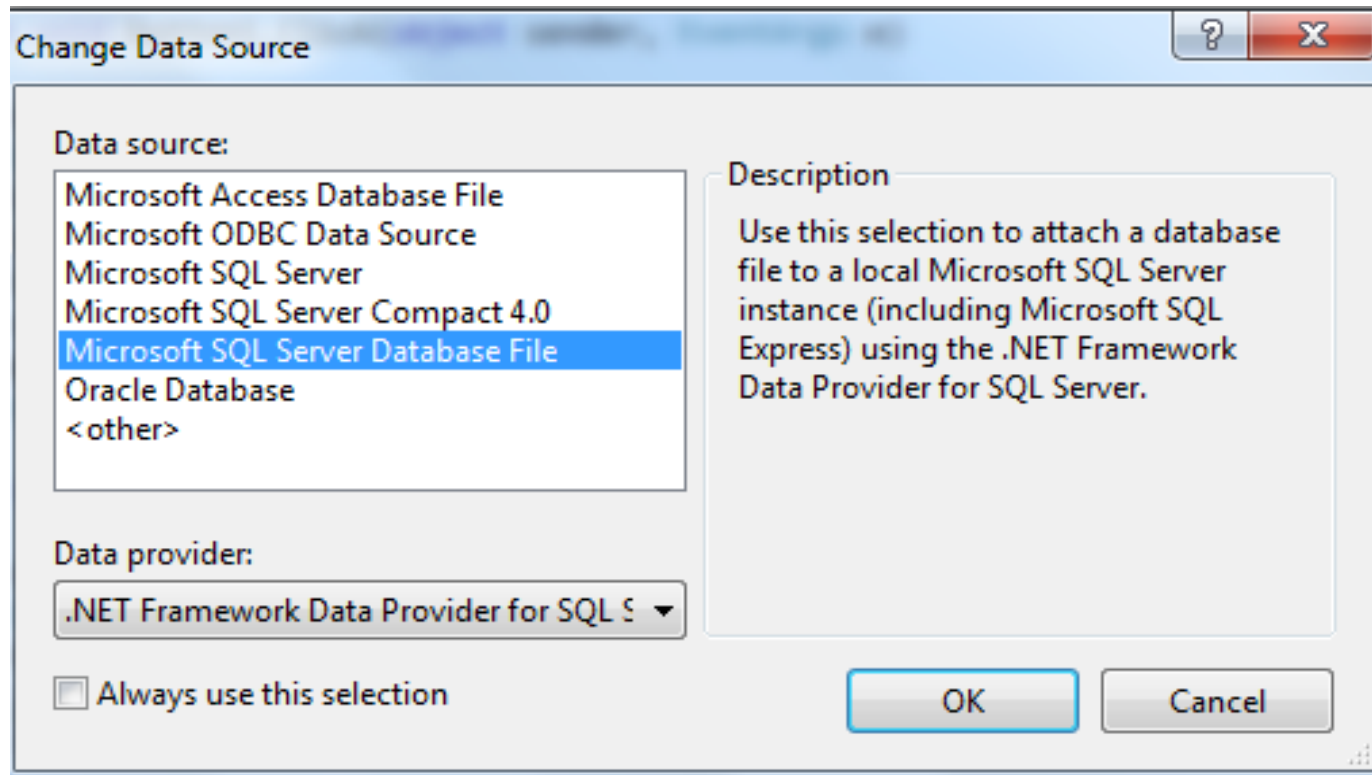 Change Data Source
?
Data source:
Microsoft Access Database File
Microsoft ODBC Data Source
Microsoft SQL Server
Microsoft SQL Server Compact 4.0
Microsoft SQL Server Database File
Oracle Database
<other>
Description
Use this selection to attach a database
file to a local Microsoft SQL Server
instance (including Microsoft SQL
Express) using the .NET Framework
Data Provider for SQL Server.
Data provider:
.NET Framework Data Provider for SQL S
Always use this selection
OK
Cancel